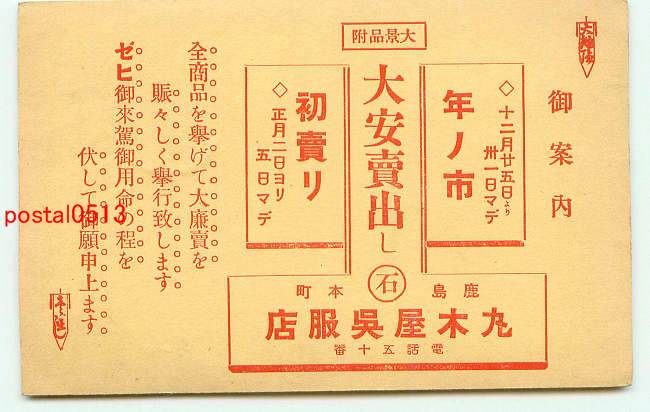 御案内
大景品附
年ノ市
◇十二月廿五日より
卅一日マデ
大安賣出し
初賣リ
◇正月二日ヨリ
五日マデ
全商品を擧げて大廉賣を
賑々しく擧行致します
ゼヒ御來駕御用命の程を
伏して御願申上ます
石
鹿島本町
丸木屋呉服店
電話五十番
postal0513